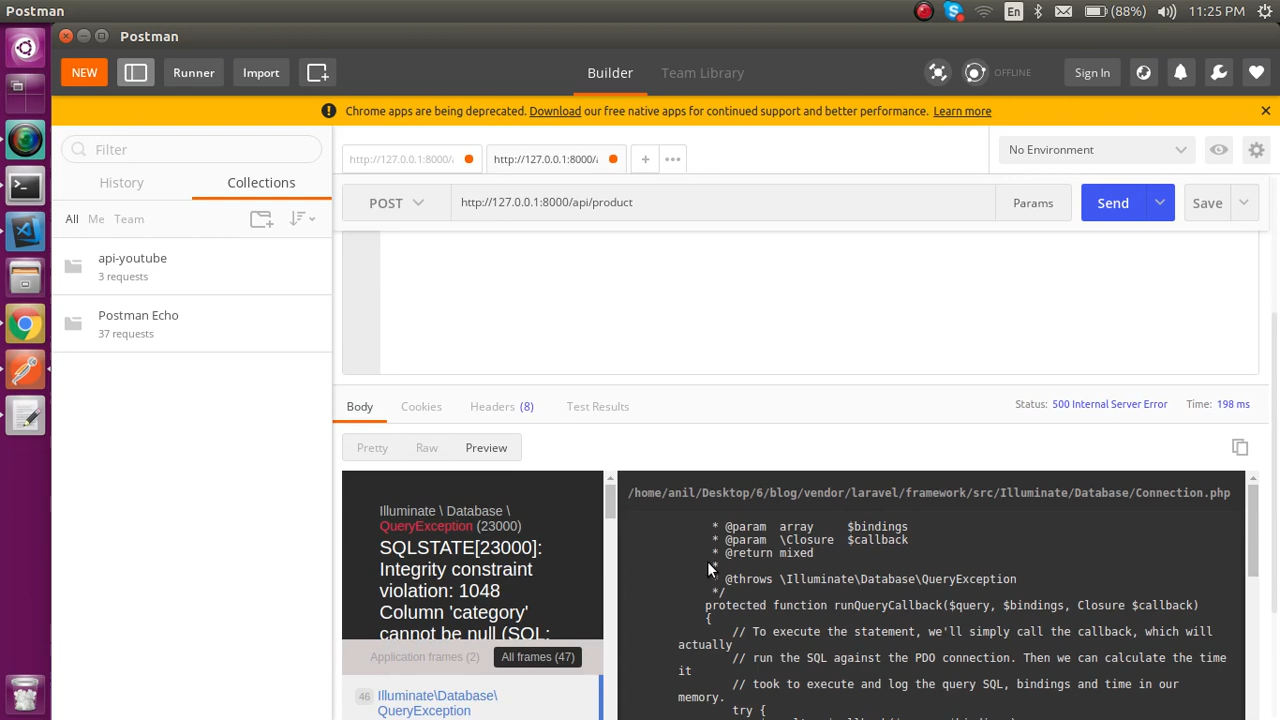 Postman
En
(88%)
11:25 PM
Postman
NEW
Runner
Import
Builder
Team Library
OFFLINE
Sign In
Chrome apps are being deprecated. Download our free native apps for continued support and better performance. Learn more
Filter
http://127.0.0.1:8000/
http://127.0.0.1:8000/
No Environment
History
Collections
POST
http://127.0.0.1:8000/api/product
Params
Send
Save
All Me Team
api-youtube
3 requests
Postman Echo
37 requests
Body
Cookies
Headers (8)
Test Results
Status: 500 Internal Server Error
Time: 198 ms
Pretty
Raw
Preview
Illuminate \ Database \
QueryException (23000)
SQLSTATE[23000]:
Integrity constraint
violation: 1048
Column 'category'
cannot be null (SQL:
Application frames (2)
All frames (47)
46
Illuminate\Database\
QueryException
/home/anil/Desktop/6/blog/vendor/laravel/framework/src/Illuminate/Database/Connection.php
* @param array $bindings
* @param \Closure $callback
* @return mixed
*
@throws \Illuminate\Database\QueryException
*/
protected function runQueryCallback($query, $bindings, Closure $callback)
{
// To execute the statement, we'll simply call the callback, which will
actually
// run the SQL against the PDO connection. Then we can calculate the time
it
// took to execute and log the query SQL, bindings and time in our
memory.
try {